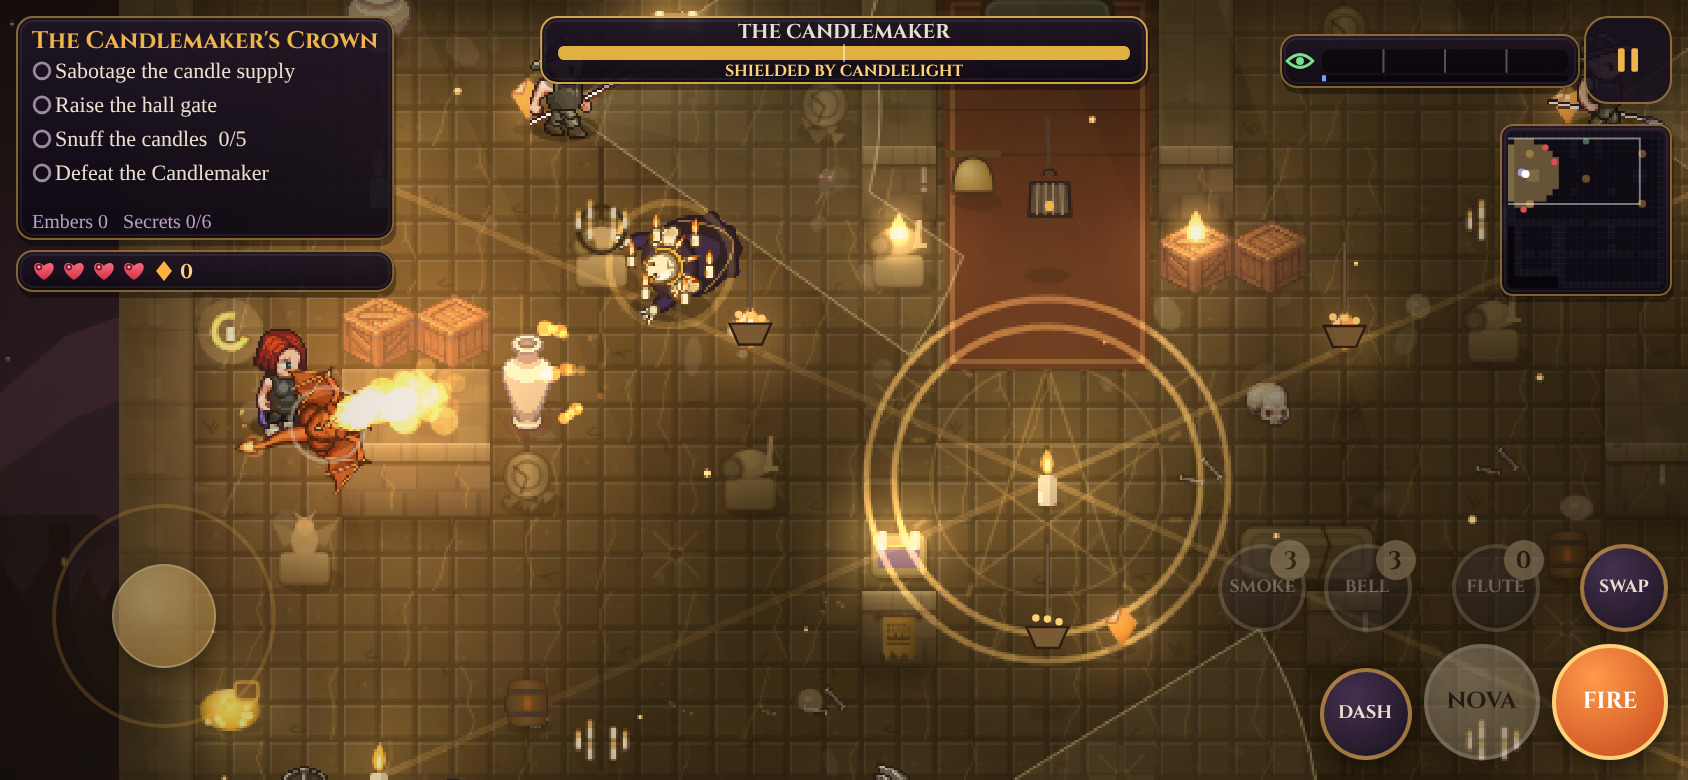 THE CANDLEMAKER'S CROWN
Sabotage the candle supply
Raise the hall gate
Snuff the candles 0/5
Defeat the Candlemaker
Embers 0 Secrets 0/6
0
THE CANDLEMAKER
SHIELDED BY CANDLELIGHT
3
SMOKE
3
BELL
0
FLUTE
SWAP
DASH
NOVA
FIRE